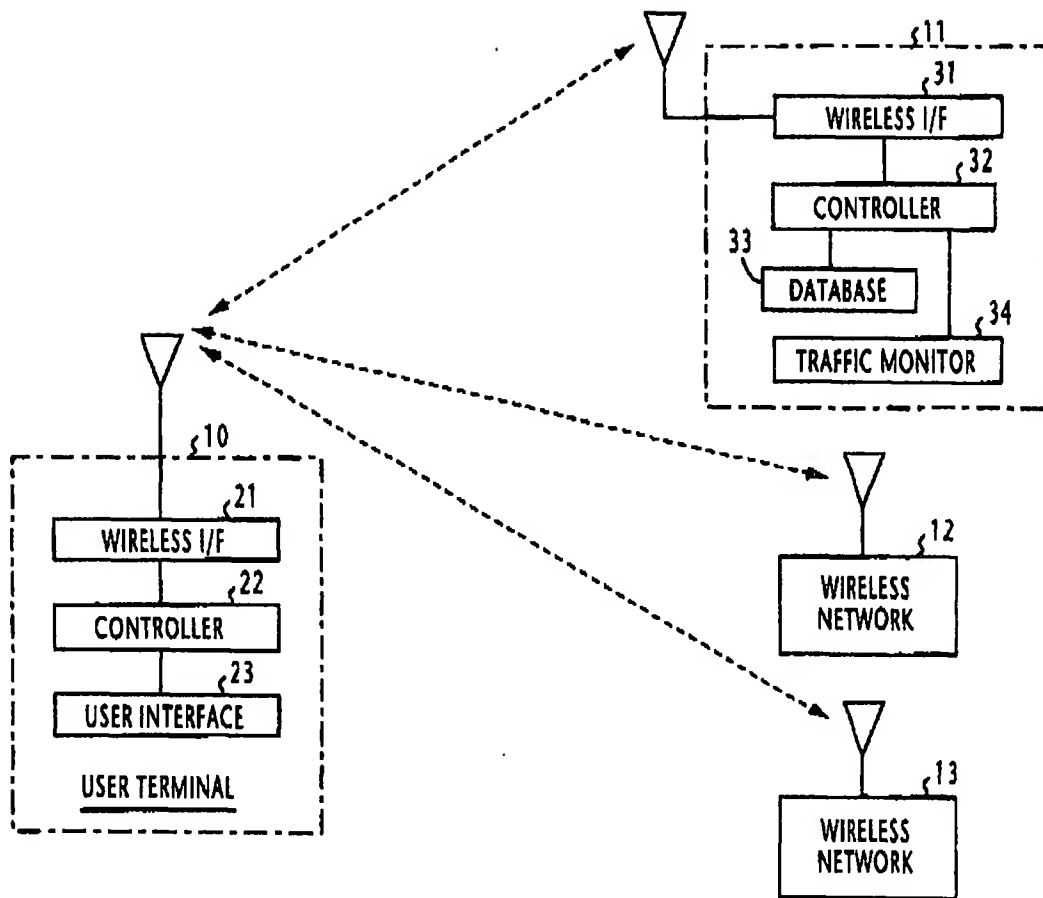 11
31
WIRELESS I/F
32
CONTROLLER
33
DATABASE
34
TRAFFIC MONITOR
10
21
WIRELESS I/F
22
CONTROLLER
23
USER INTERFACE
USER TERMINAL
12
WIRELESS
NETWORK
13
WIRELESS
NETWORK